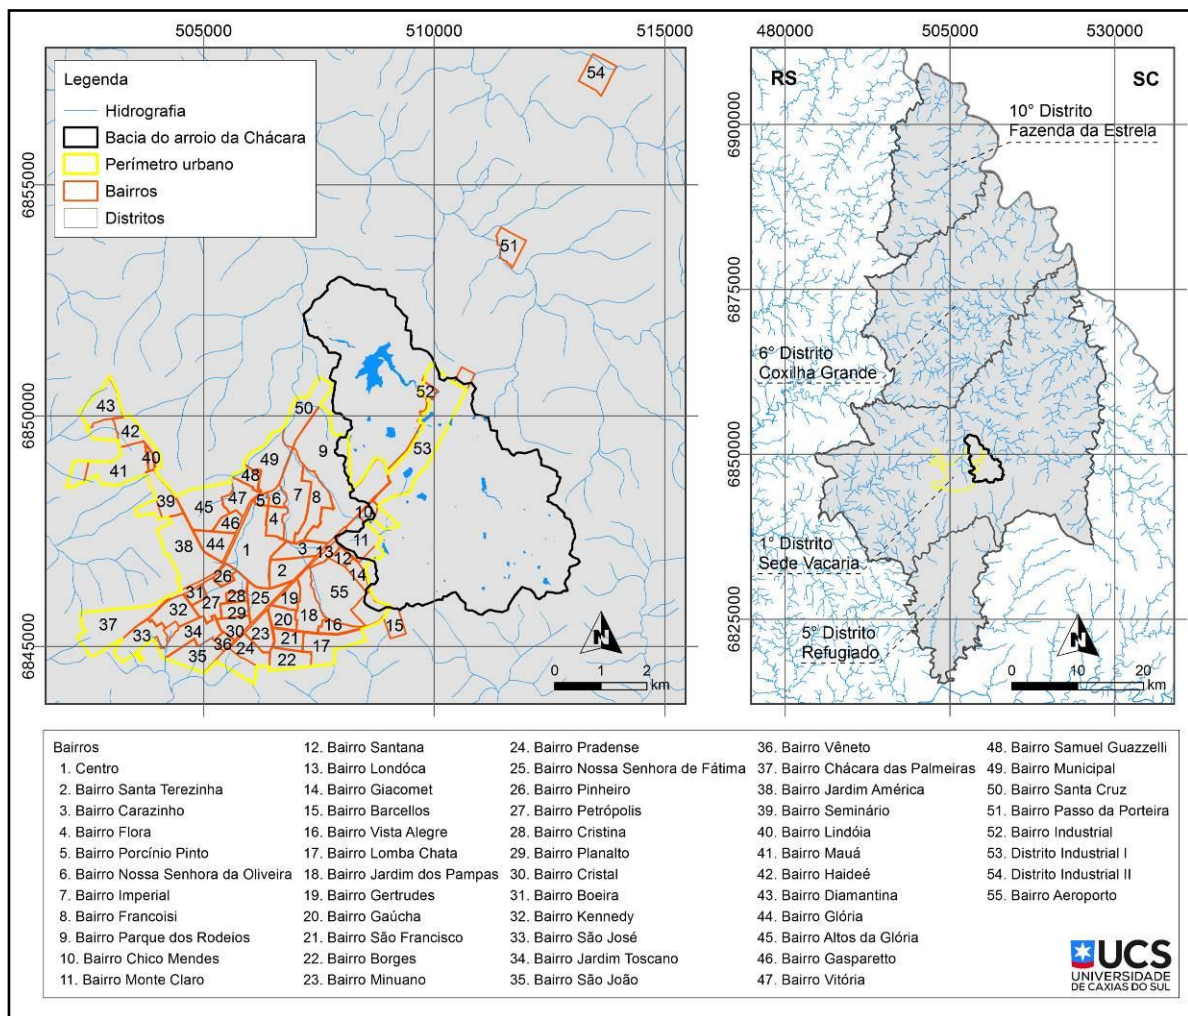 505000
510000
515000
480000
505000
530000
6855000
6850000
6845000
Legenda
Hidrografia
Bacia do arroio da Chácara
Perímetro urbano
Bairros
Distritos
54
51
52
53
50
43
42
40
41
9
49
48
47
5
6
7
8
39
45
46
4
10
38
44
1
3
13
11
12
2
14
26
31
27
28
25
19
55
32
29
20
18
16
15
37
33
34
30
23
21
17
36
24
35
22
N
0 1 2
km
RS
SC
6900000
6875000
6850000
6825000
10° Distrito
Fazenda da Estrela
6° Distrito
Coxilha Grande
1° Distrito
Sede Vacaria
5° Distrito
Refugiado
N
0 10 20
km
Bairros
1. Centro
2. Bairro Santa Terezinha
3. Bairro Carazinho
4. Bairro Flora
5. Bairro Porcínio Pinto
6. Bairro Nossa Senhora da Oliveira
7. Bairro Imperial
8. Bairro Francoisi
9. Bairro Parque dos Rodeios
10. Bairro Chico Mendes
11. Bairro Monte Claro
12. Bairro Santana
13. Bairro Londóca
14. Bairro Giacomet
15. Bairro Barcellos
16. Bairro Vista Alegre
17. Bairro Lomba Chata
18. Bairro Jardim dos Pampas
19. Bairro Gertrudes
20. Bairro Gaúcha
21. Bairro São Francisco
22. Bairro Borges
23. Bairro Minuano
24. Bairro Pradense
25. Bairro Nossa Senhora de Fátima
26. Bairro Pinheiro
27. Bairro Petrópolis
28. Bairro Cristina
29. Bairro Planalto
30. Bairro Cristal
31. Bairro Boeira
32. Bairro Kennedy
33. Bairro São José
34. Bairro Jardim Toscano
35. Bairro São João
36. Bairro Vêneto
37. Bairro Chácara das Palmeiras
38. Bairro Jardim América
39. Bairro Seminário
40. Bairro Lindóia
41. Bairro Mauá
42. Bairro Haideé
43. Bairro Diamantina
44. Bairro Glória
45. Bairro Altos da Glória
46. Bairro Gasparetto
47. Bairro Vitória
48. Bairro Samuel Guazzelli
49. Bairro Municipal
50. Bairro Santa Cruz
51. Bairro Passo da Porteira
52. Bairro Industrial
53. Distrito Industrial I
54. Distrito Industrial II
55. Bairro Aeroporto
UCS
UNIVERSIDADE
DE CAXIAS DO SUL